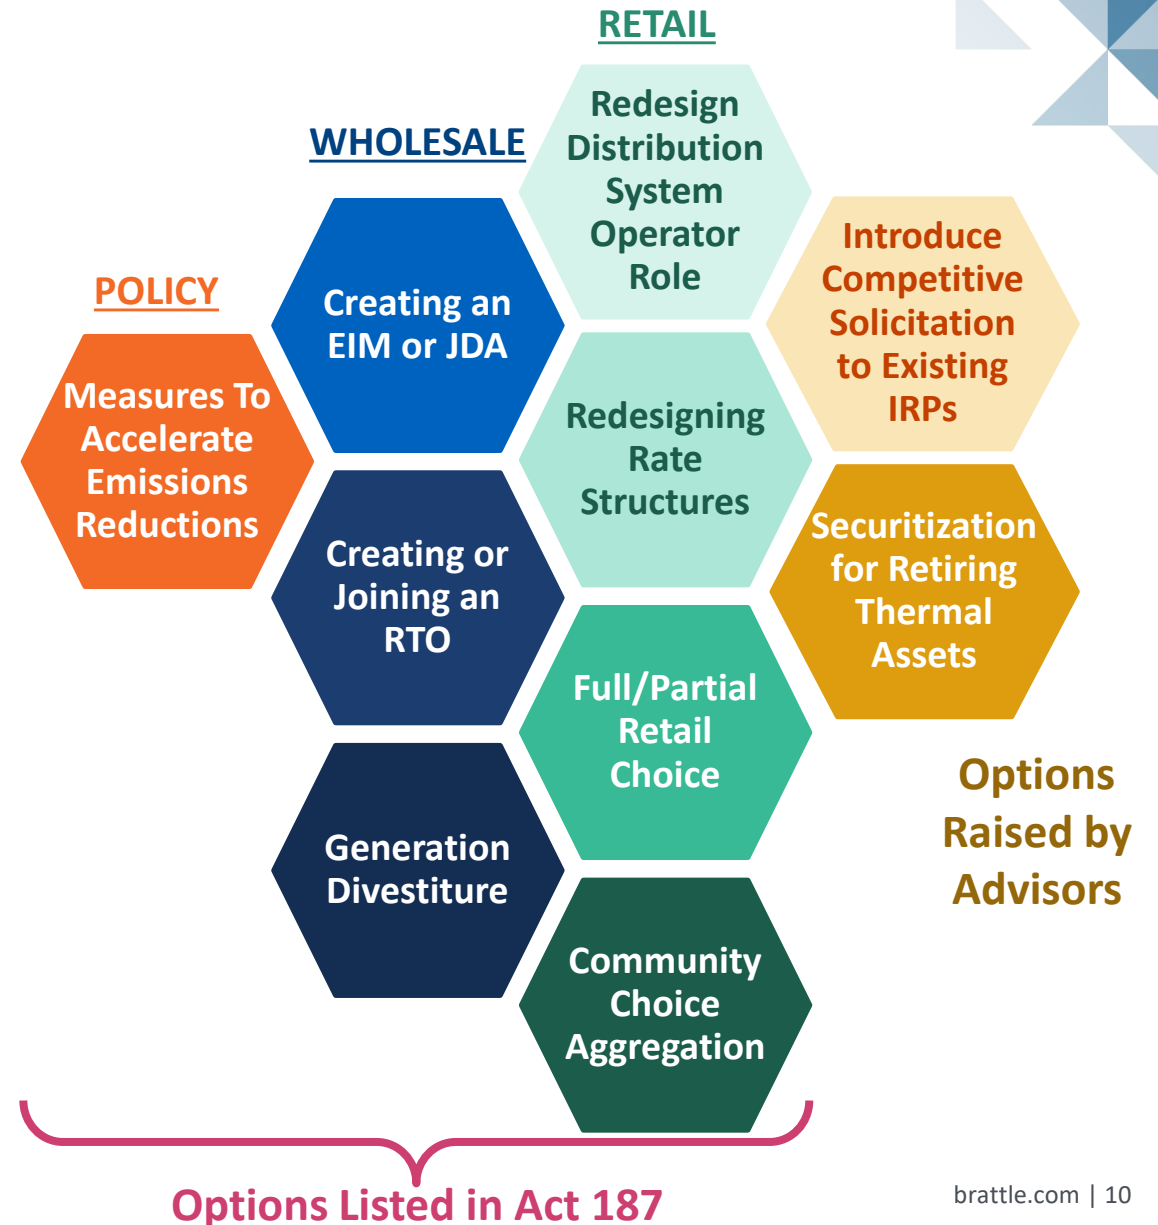 RETAIL
Redesign
Distribution
System
Operator
Role
WHOLESALE
Introduce
Competitive
Solicitation
to Existing
IRPs
POLICY
Creating an
EIM or JDA
Measures To
Accelerate
Emissions
Reductions
Redesigning
Rate
Structures
Securitization
for Retiring
Thermal
Assets
Creating or
Joining an
RTO
Full/Partial
Retail
Choice
Options
Raised by
Advisors
Generation
Divestiture
Community
Choice
Aggregation
Options Listed in Act 187
brattle.com | 10